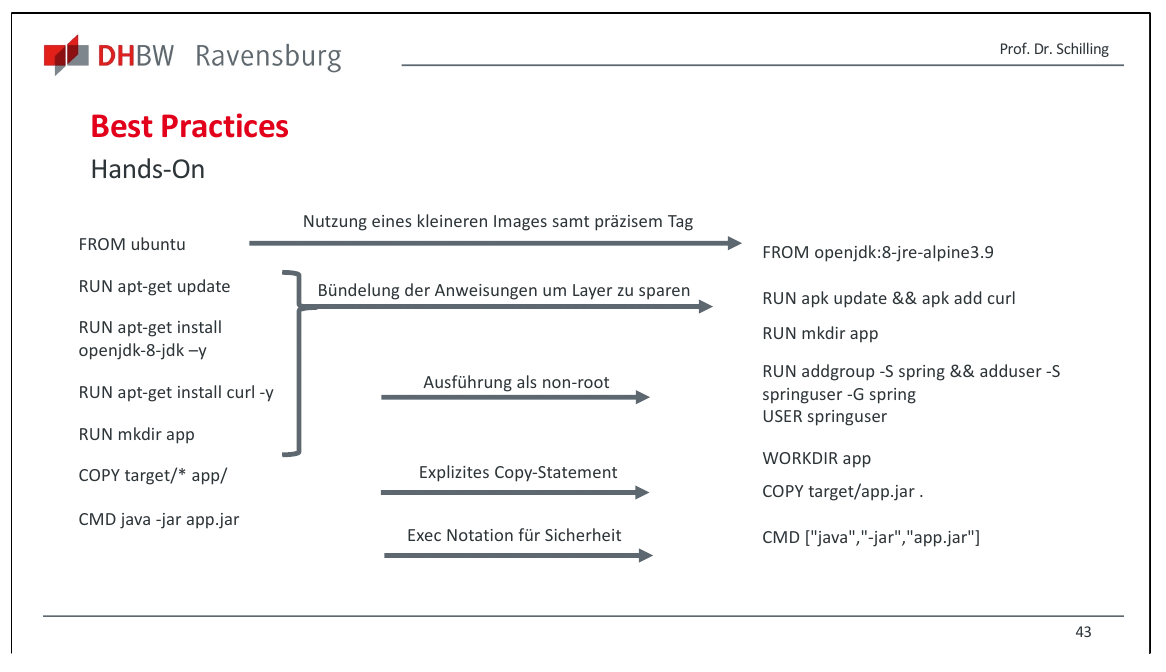 DHBW Ravensburg
Prof. Dr. Schilling
Best Practices
Hands-On
Nutzung eines kleineren Images samt präzisem Tag
FROM ubuntu
FROM openjdk:8-jre-alpine3.9
RUN apt-get update
Bündelung der Anweisungen um Layer zu sparen
RUN apk update && apk add curl
RUN apt-get install
openjdk-8-jdk –y
RUN mkdir app
RUN apt-get install curl -y
Ausführung als non-root
RUN addgroup -S spring && adduser -S
springuser -G spring
USER springuser
RUN mkdir app
WORKDIR app
COPY target/* app/
Explizites Copy-Statement
COPY target/app.jar .
CMD java -jar app.jar
Exec Notation für Sicherheit
CMD ["java","-jar","app.jar"]
43